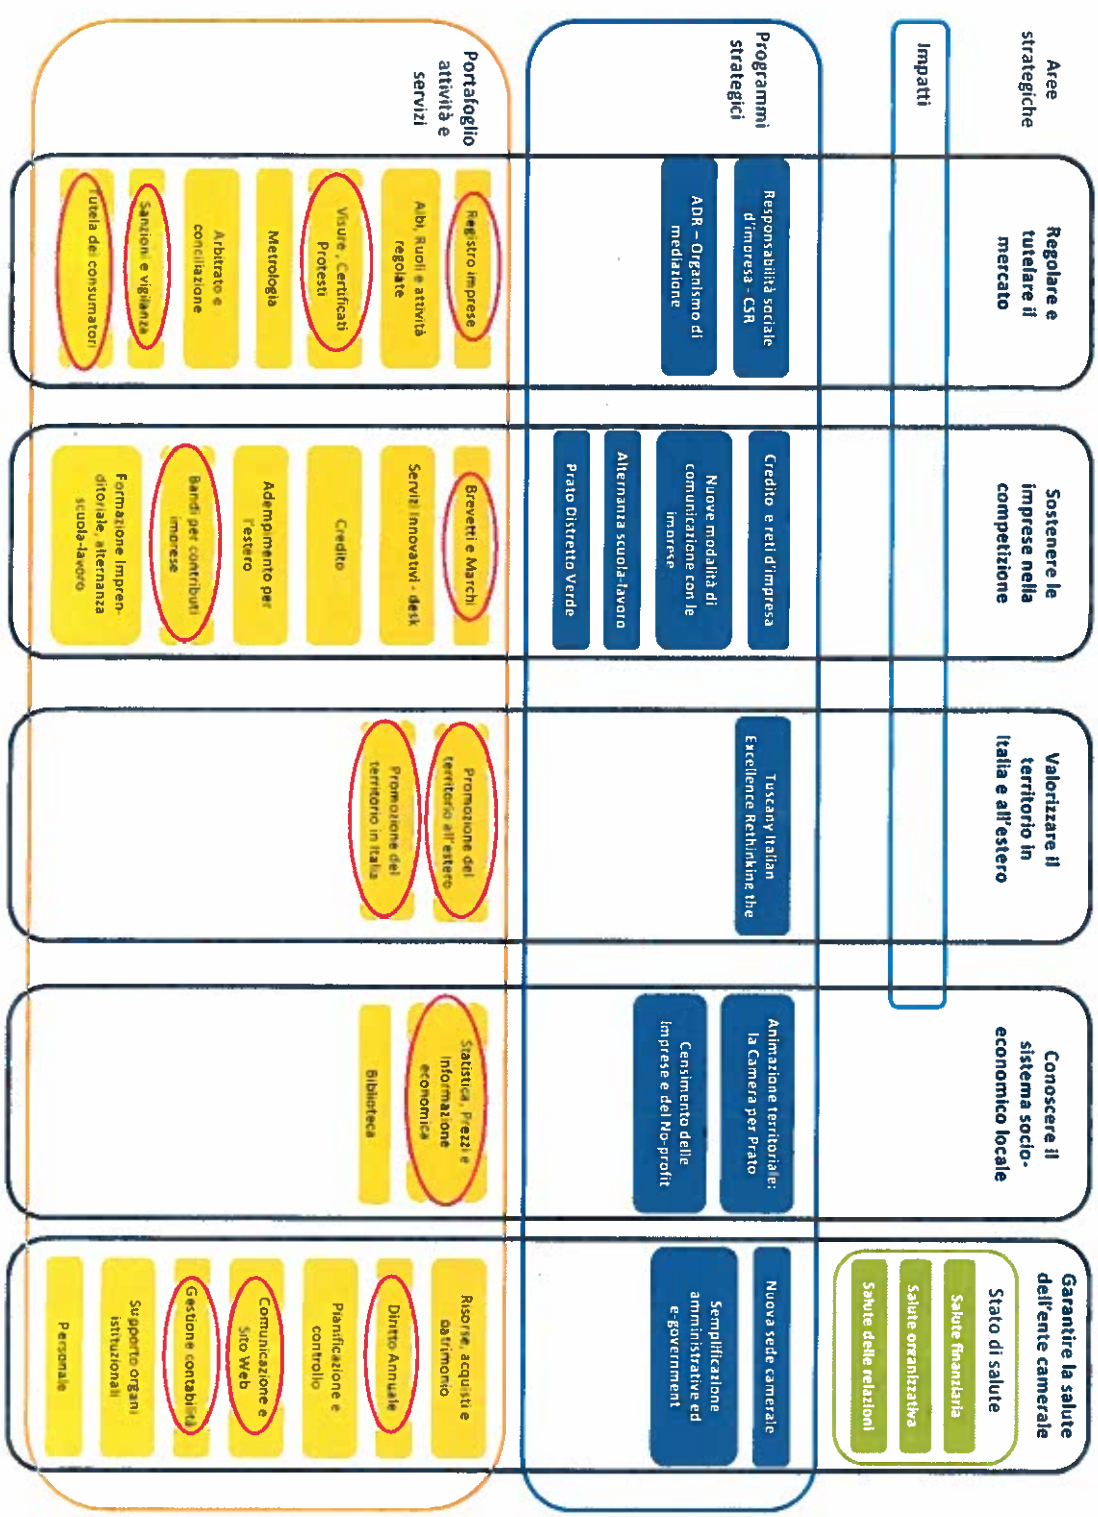 Aree
strategiche
Regolare e
tutelare il
mercato
Sostenere le
imprese nella
competizione
Valorizzare il
territorio in
Italia e all'estero
Conoscere il
sistema socio-
economico locale
Garantire la salute
dell'ente camerale
Impatti
Stato di salute
Salute finanziaria
Salute organizzativa
Salute delle relazioni
Programmi
strategici
Responsabilità sociale
d'impresa - CSR
ADR – Organismo di
mediazione
Credito e reti d'impresa
Nuove modalità di
comunicazione con le
imprese
Alternanza scuola-lavoro
Prato Distretto Verde
Tuscany Italian
Excellence Rethinking the
Animazione territoriale:
la Camera per Prato
Censimento delle
Imprese e del No-profit
Nuova sede camerale
Semplificazione
amministrative ed
e-government
Portafoglio
attività e
servizi
Registro imprese
Albi, Ruoli e attività
regolate
Visure , Certificati
Protesti
Metrologia
Arbitrato e
conciliazione
Sanzioni e vigilanza
Tutela dei consumatori
Brevetti e Marchi
Servizi Innovativi - desk
Credito
Adempimento per
l'estero
Bandi per contributi
imprese
Formazione Impren-
ditoriale, alternanza
scuola-lavoro
Promozione del
territorio all'estero
Promozione del
territorio in Italia
Statistica, Prezzi e
Informazione
economica
Biblioteca
Risorse, acquisti e
patrimonio
Diritto Annuale
Pianificazione e
controllo
Comunicazione e
Sito Web
Gestione contabilità
Supporto organi
istituzionali
Personale